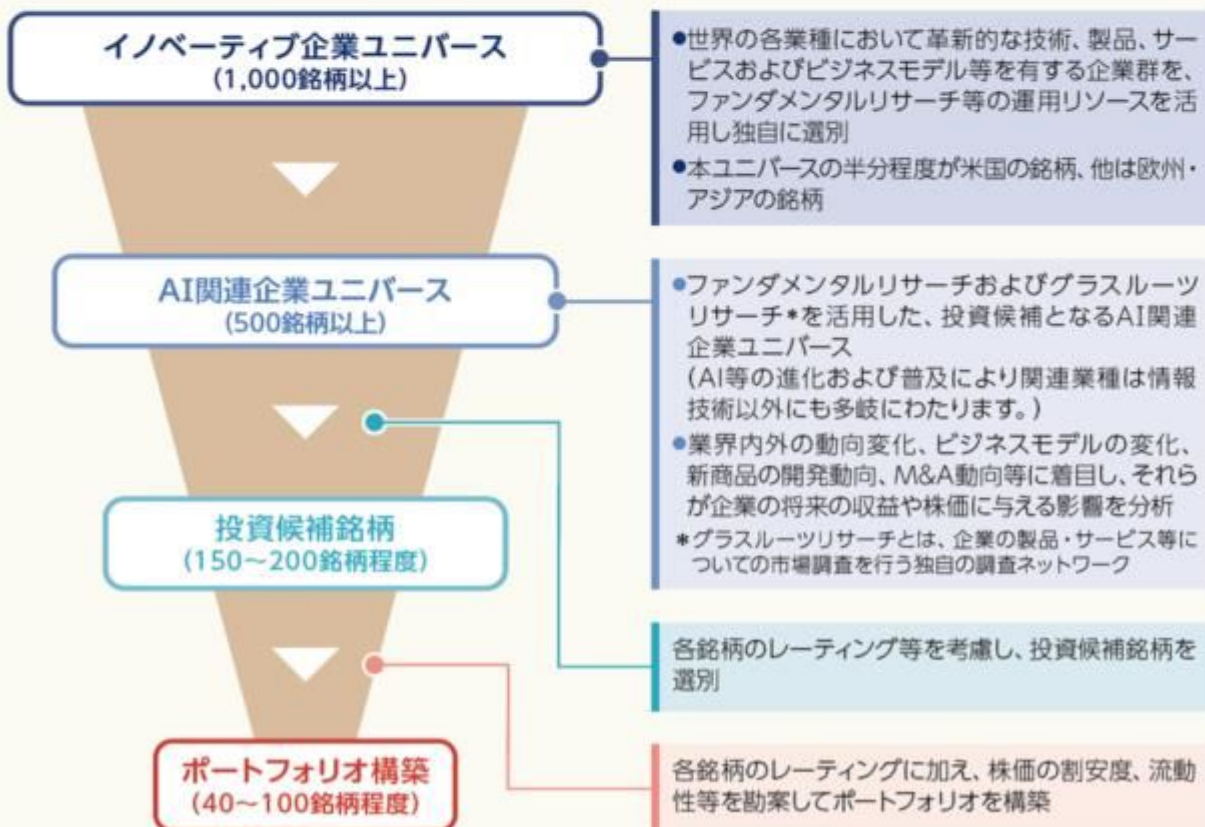 イノベーティブ企業ユニバース
(1,000銘柄以上)
●世界の各業種において革新的な技術、製品、サー
ビスおよびビジネスモデル等を有する企業群を、
ファンダメンタルリサーチ等の運用リソースを活
用し独自に選別
●本ユニバースの半分程度が米国の銘柄、他は欧州・
アジアの銘柄
AI関連企業ユニバース
(500銘柄以上)
●ファンダメンタルリサーチおよびグラスルーツ
リサーチ*を活用した、投資候補となるAI関連
企業ユニバース
(AI等の進化および普及により関連業種は情報
技術以外にも多岐にわたります。)
●業界内外の動向変化、ビジネスモデルの変化、
新商品の開発動向、M&A動向等に着目し、それら
が企業の将来の収益や株価に与える影響を分析
*グラスルーツリサーチとは、企業の製品・サービス等に
ついての市場調査を行う独自の調査ネットワーク
投資候補銘柄
(150～200銘柄程度)
各銘柄のレーティング等を考慮し、投資候補銘柄を
選別
ポートフォリオ構築
(40～100銘柄程度)
各銘柄のレーティングに加え、株価の割安度、流動
性等を勘案してポートフォリオを構築